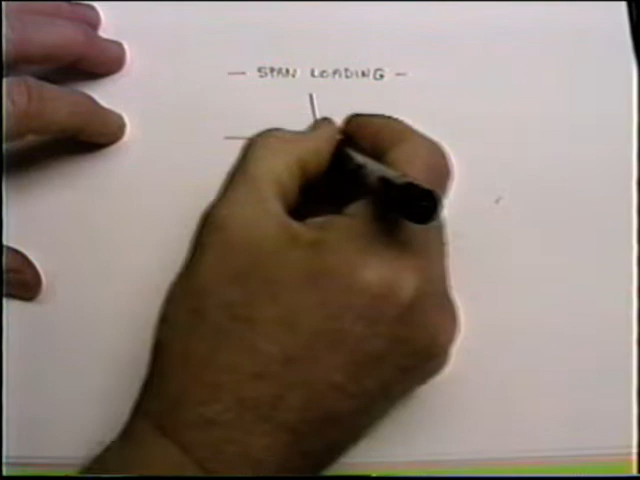 — SPAN LOADING —